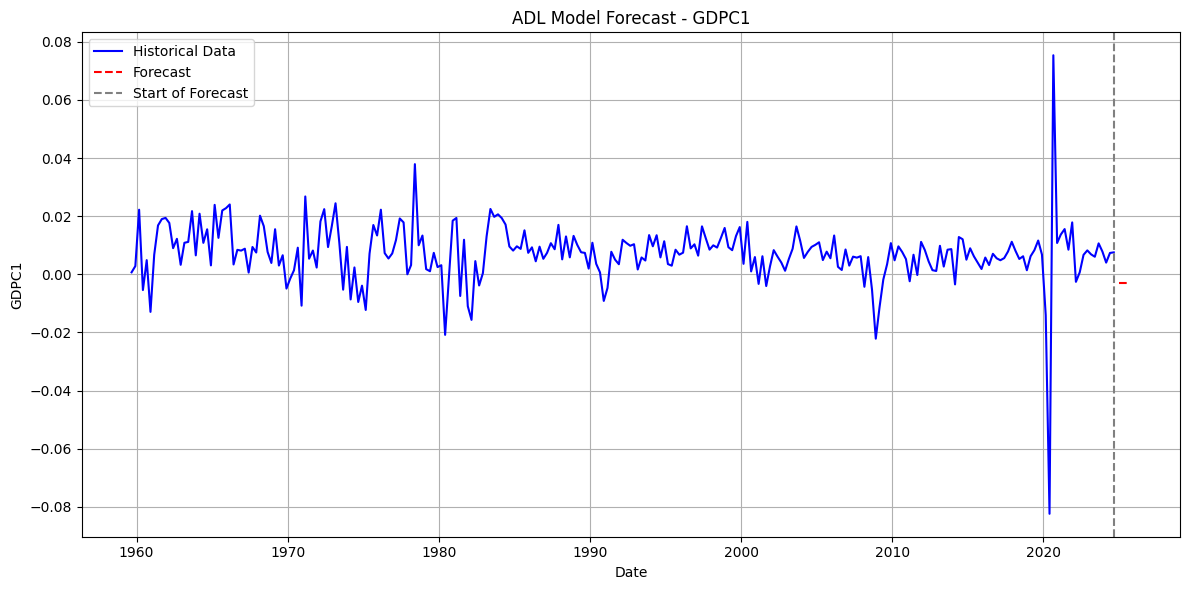 ADL Model Forecast - GDPC1
Historical Data
Forecast
Start of Forecast
GDPC1
0.08
0.06
0.04
0.02
0.00
−0.02
−0.04
−0.06
−0.08
1960 1970 1980 1990 2000 2010 2020
Date